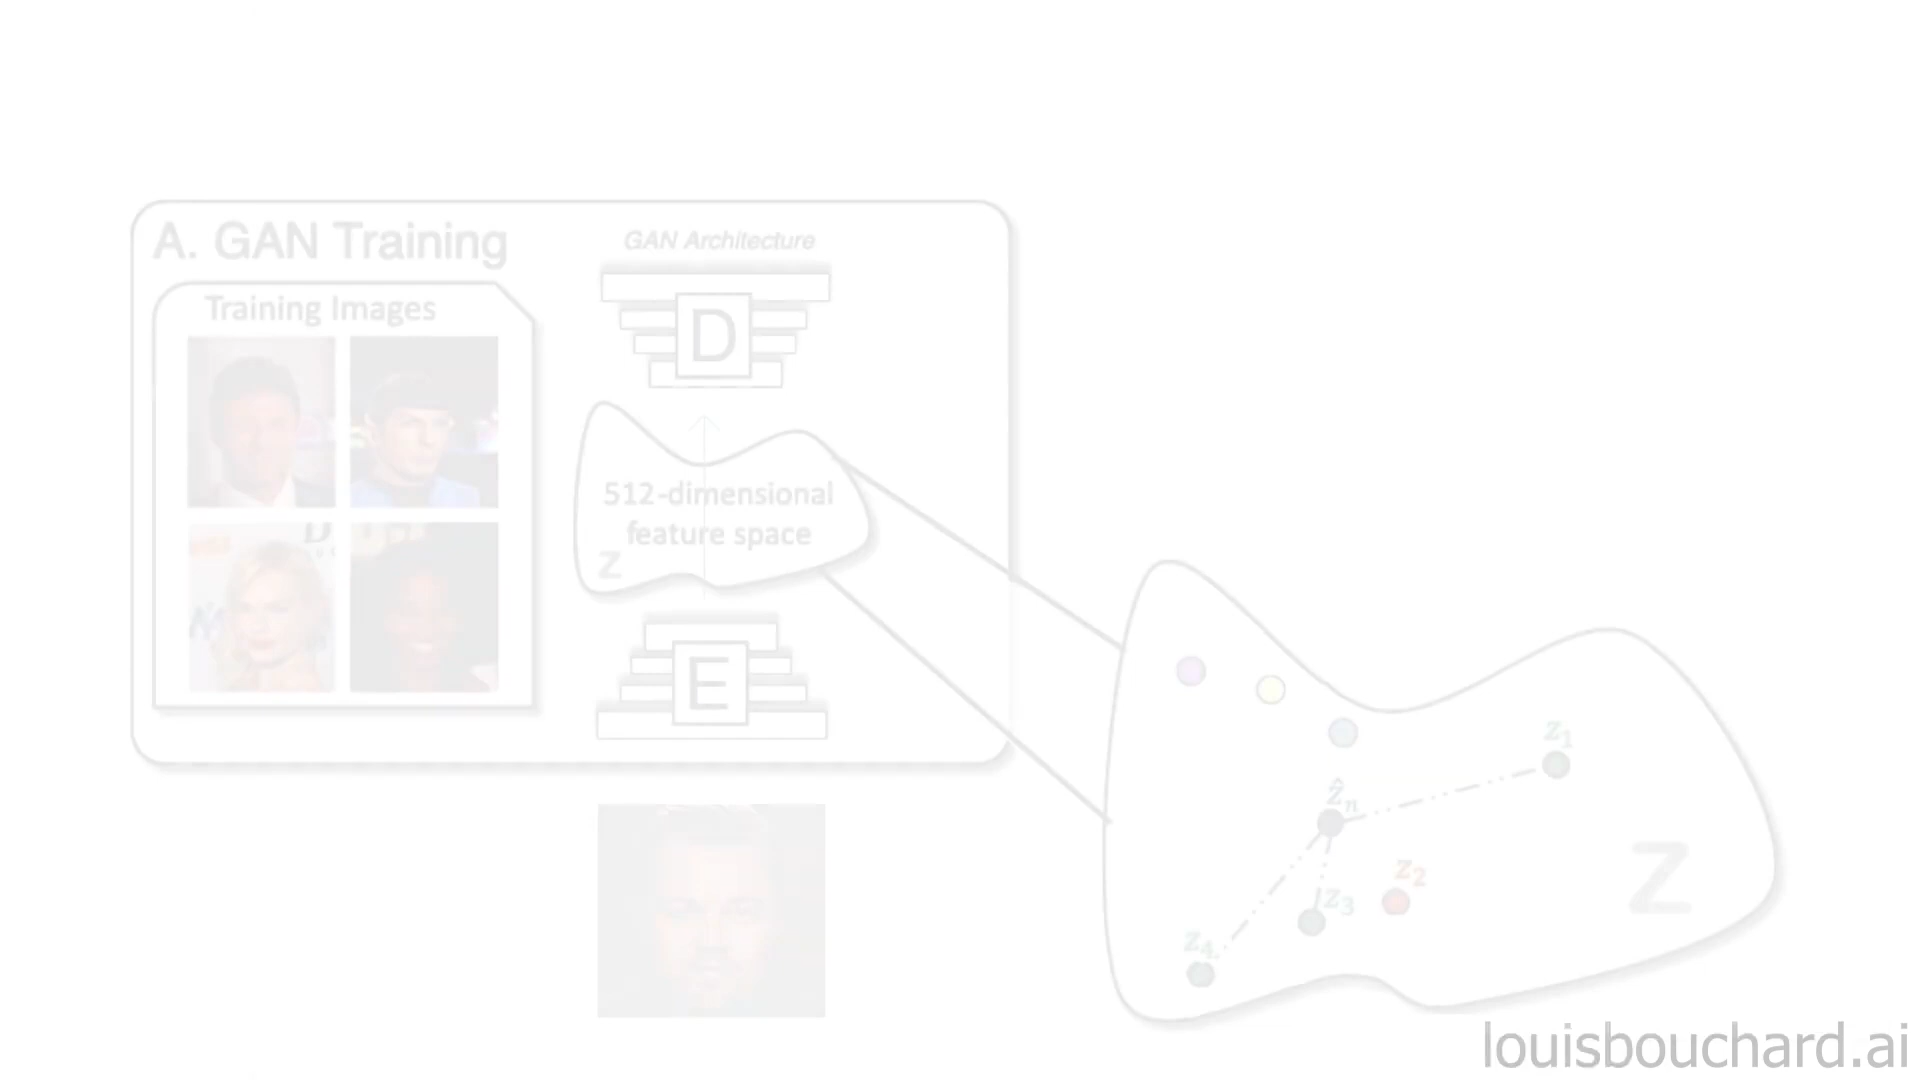 A. GAN Training
GAN Architecture
Training Images
D
512-dimensional
feature space
Z
E
z₁
ẑₙ
z₂
z₃
z₄
Z
louisbouchard.ai